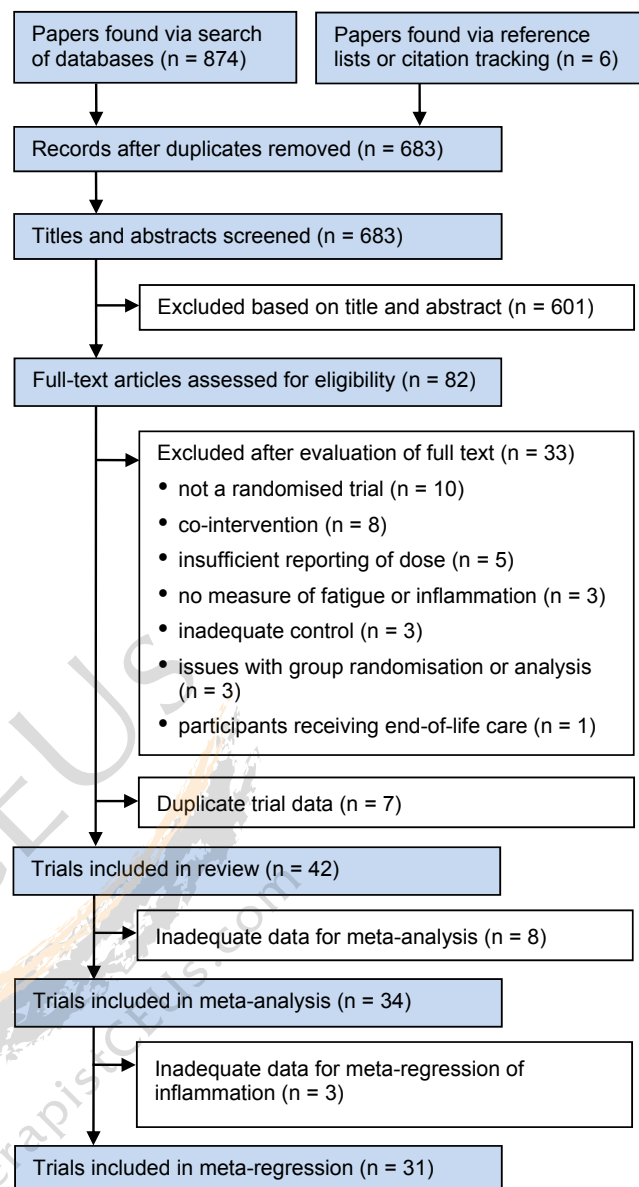 Papers found via search
of databases (n = 874)
Papers found via reference
lists or citation tracking (n = 6)
Records after duplicates removed (n = 683)
Titles and abstracts screened (n = 683)
Excluded based on title and abstract (n = 601)
Full-text articles assessed for eligibility (n = 82)
Excluded after evaluation of full text (n = 33)
• not a randomised trial (n = 10)
• co-intervention (n = 8)
• insufficient reporting of dose (n = 5)
• no measure of fatigue or inflammation (n = 3)
• inadequate control (n = 3)
• issues with group randomisation or analysis
(n = 3)
• participants receiving end-of-life care (n = 1)
Duplicate trial data (n = 7)
Trials included in review (n = 42)
Inadequate data for meta-analysis (n = 8)
Trials included in meta-analysis (n = 34)
Inadequate data for meta-regression of
inflammation (n = 3)
Trials included in meta-regression (n = 31)
CEUs
erapistCEUs.com